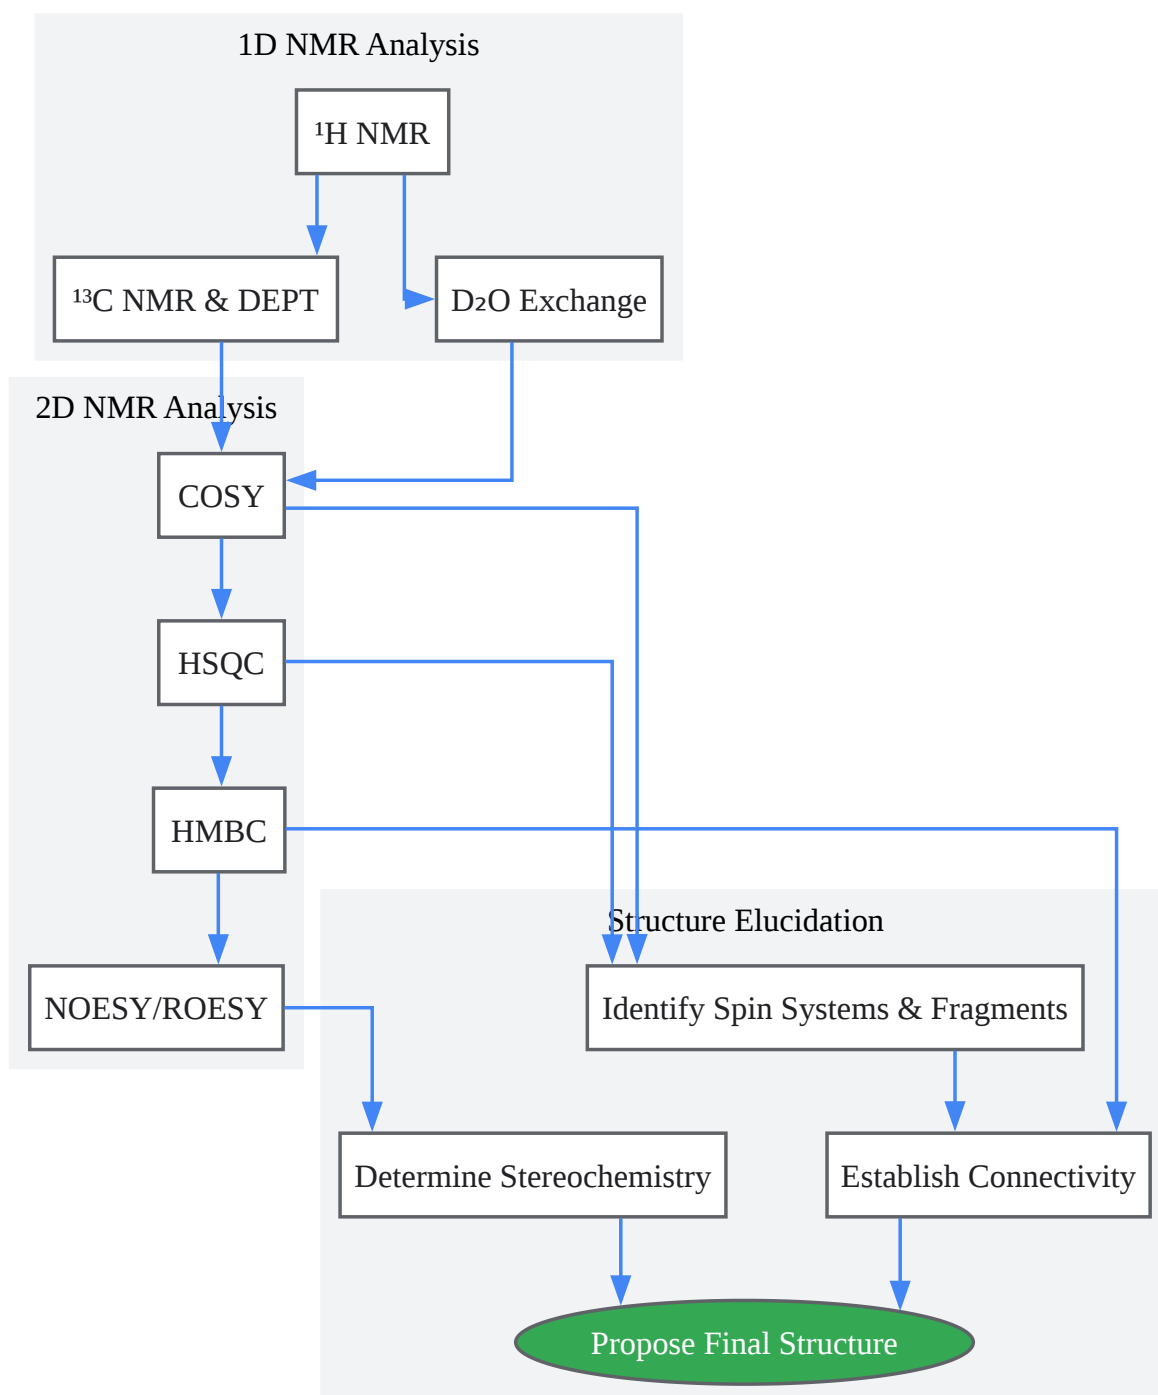 1D NMR Analysis
¹H NMR
¹³C NMR & DEPT
D₂O Exchange
2D NMR Analysis
COSY
HSQC
HMBC
Structure Elucidation
NOESY/ROESY
Identify Spin Systems & Fragments
Determine Stereochemistry
Establish Connectivity
Propose Final Structure